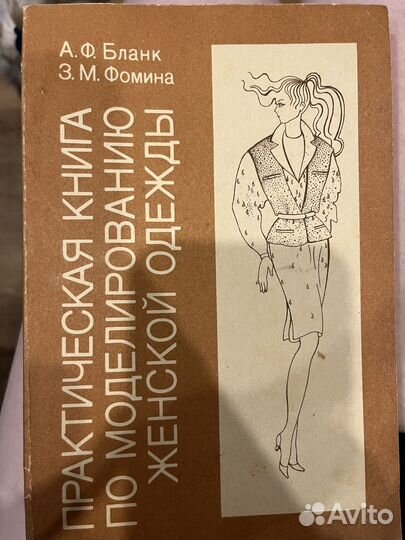 А. Ф. Бланк
З. М. Фомина
ПРАКТИЧЕСКАЯ КНИГА
ПО МОДЕЛИРОВАНИЮ
ЖЕНСКОЙ ОДЕЖДЫ
Avito